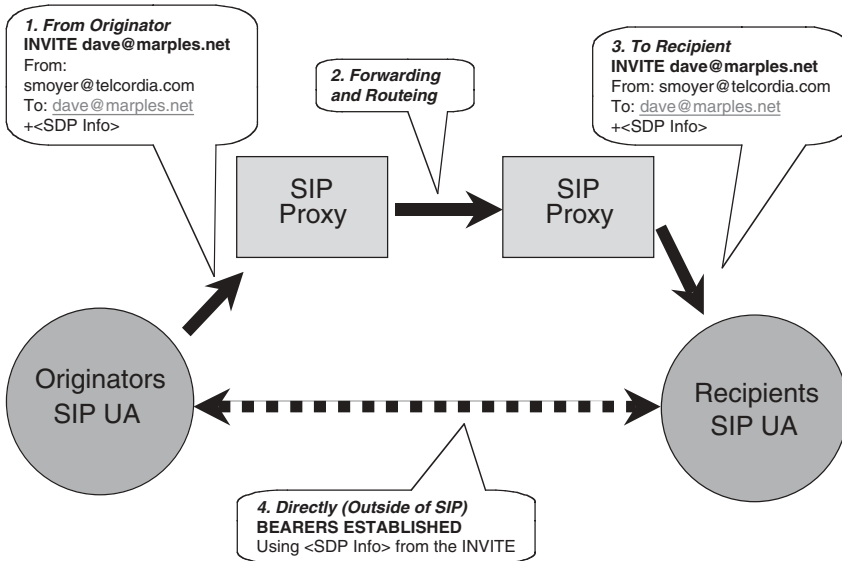 1. From Originator
INVITE dave@marples.net
From:
smoyer@telcordia.com
To: dave@marples.net
+<SDP Info>
2. Forwarding
and Routeing
3. To Recipient
INVITE dave@marples.net
From: smoyer@telcordia.com
To: dave@marples.net
+<SDP Info>
SIP
Proxy
SIP
Proxy
Originators
SIP UA
Recipients
SIP UA
4. Directly (Outside of SIP)
BEARERS ESTABLISHED
Using <SDP Info> from the INVITE